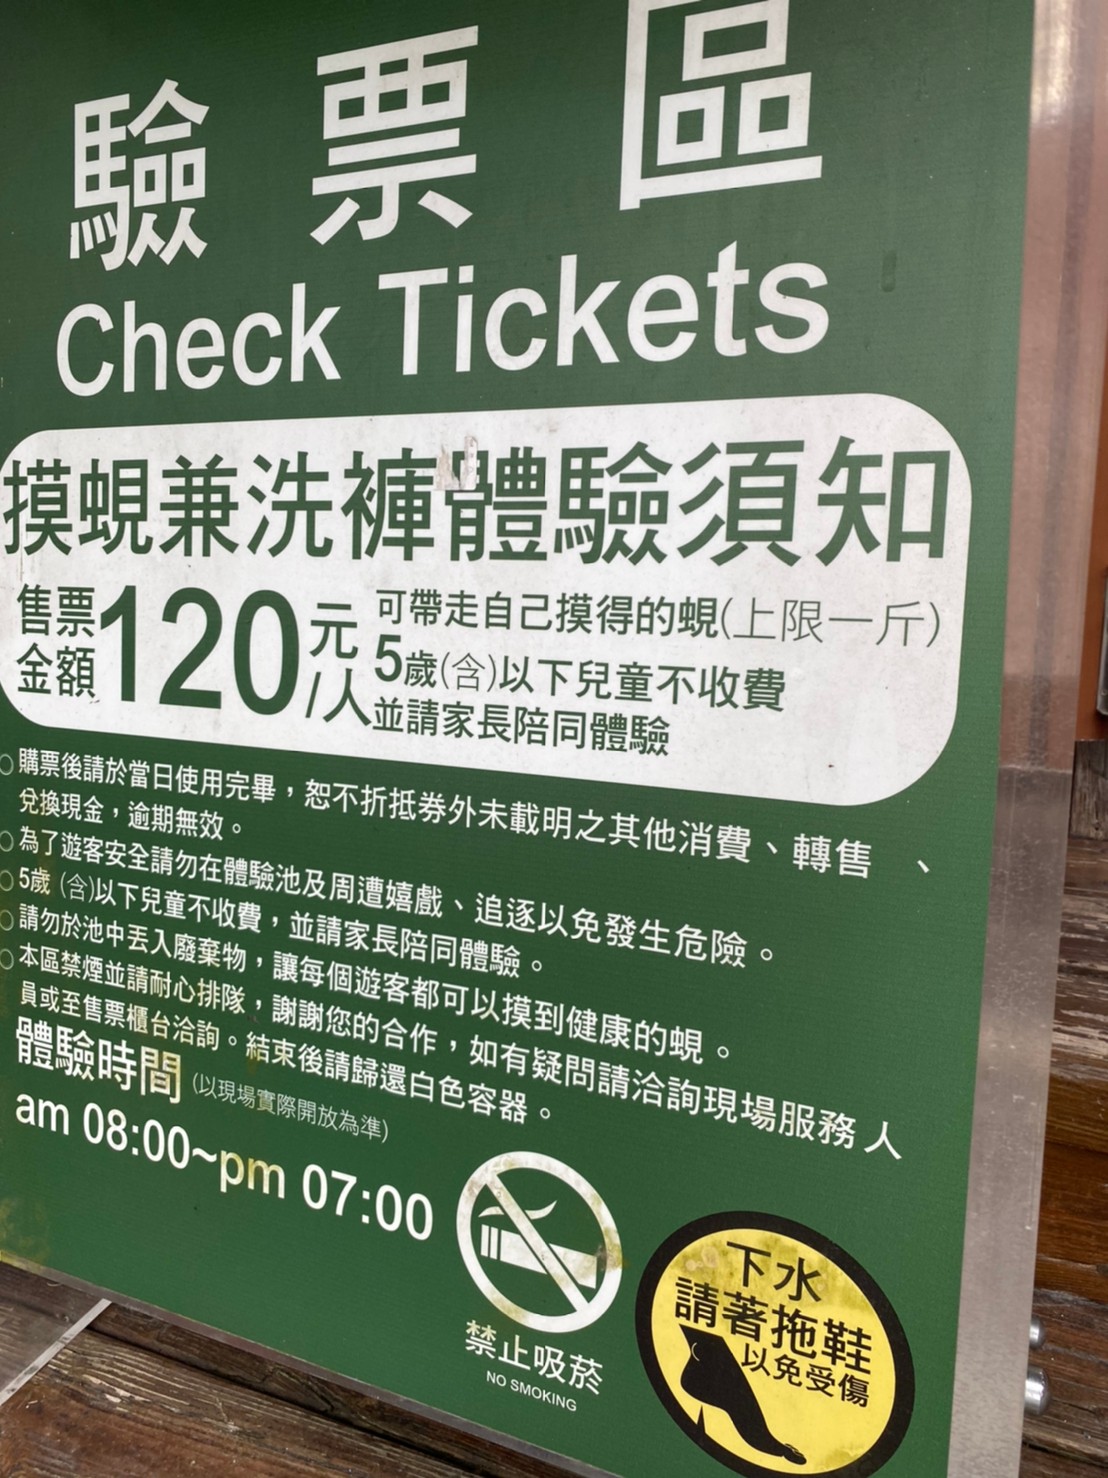 驗票區
Check Tickets
摸蜆兼洗褲體驗須知
售票金額120元/人
可帶走自己摸得的蜆(上限一斤)
5歲(含)以下兒童不收費
並請家長陪同體驗
○購票後請於當日使用完畢，恕不折抵券外未載明之其他消費、轉售 、
兌換現金，逾期無效。
○為了遊客安全請勿在體驗池及周遭嬉戲、追逐以免發生危險。
○5歲 (含)以下兒童不收費，並請家長陪同體驗。
○請勿於池中丟入廢棄物，讓每個遊客都可以摸到健康的蜆。
○本區禁煙並請耐心排隊，謝謝您的合作，如有疑問請洽詢現場服務人
員或至售票櫃台洽詢。結束後請歸還白色容器。
體驗時間 (以現場實際開放為準)
am 08:00~pm 07:00
禁止吸菸
NO SMOKING
下水
請著拖鞋
以免受傷